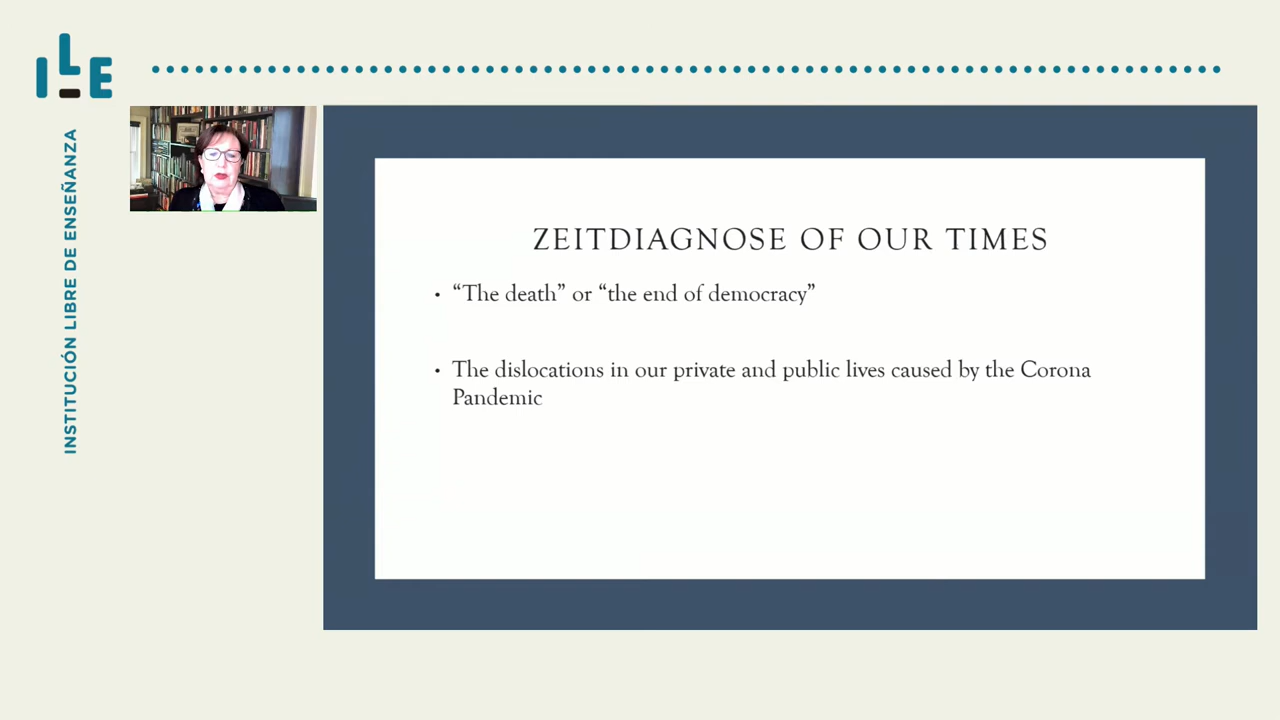 ILE
INSTITUCIÓN LIBRE DE ENSEÑANZA
ZEITDIAGNOSE OF OUR TIMES
• “The death” or “the end of democracy”
• The dislocations in our private and public lives caused by the Corona
Pandemic